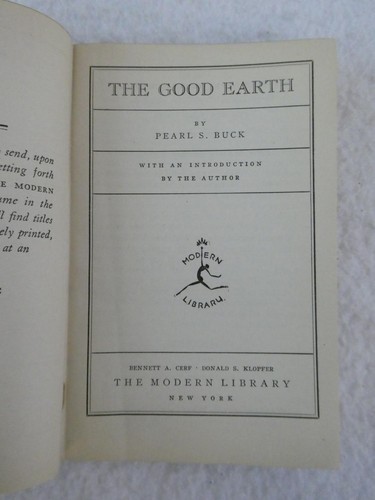 send, upon
etting forth
E MODERN
ume in the
l find titles
ely printed,
at an
THE GOOD EARTH
BY
PEARL S. BUCK
WITH AN INTRODUCTION
BY THE AUTHOR
MODERN
LIBRARY
BENNETT A. CERF · DONALD S. KLOPFER
THE MODERN LIBRARY
NEW YORK